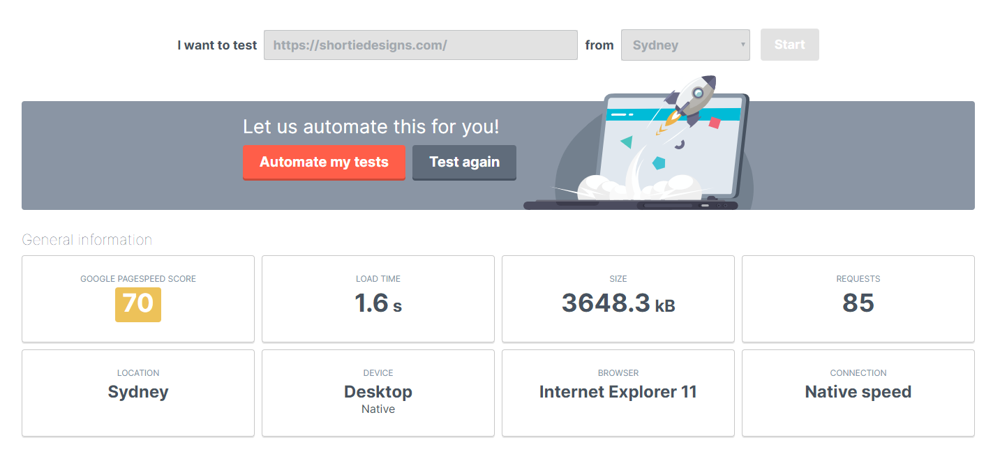 I want to test https://shortiedesigns.com/ from Sydney Start
Let us automate this for you!
Automate my tests Test again
General information
GOOGLE PAGESPEED SCORE
70
LOAD TIME
1.6 s
SIZE
3648.3 kB
REQUESTS
85
LOCATION
Sydney
DEVICE
Desktop
Native
BROWSER
Internet Explorer 11
CONNECTION
Native speed